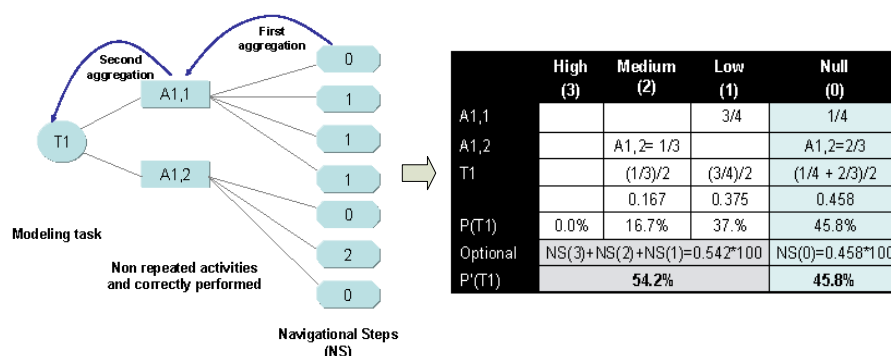 First
aggregation
Second
aggregation
T1
A1,1
A1,2
0
1
1
1
0
2
0
Modeling task
Non repeated activities
and correctly performed
Navigational Steps
(NS)
High Medium Low Null
(3) (2) (1) (0)
A1,1 3/4 1/4
A1,2 A1,2= 1/3 A1,2=2/3
T1 (1/3)/2 (3/4)/2 (1/4 + 2/3)/2
0.167 0.375 0.458
P(T1) 0.0% 16.7% 37.% 45.8%
Optional NS(3)+NS(2)+NS(1)=0.542*100 NS(0)=0.458*100
P'(T1) 54.2% 45.8%